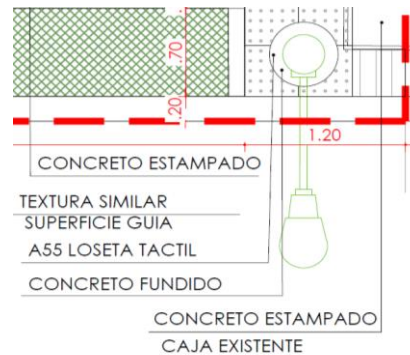 .70
.20
1.20
CONCRETO ESTAMPADO
TEXTURA SIMILAR
SUPERFICIE GUIA
A55 LOSETA TACTIL
CONCRETO FUNDIDO
CONCRETO ESTAMPADO
CAJA EXISTENTE